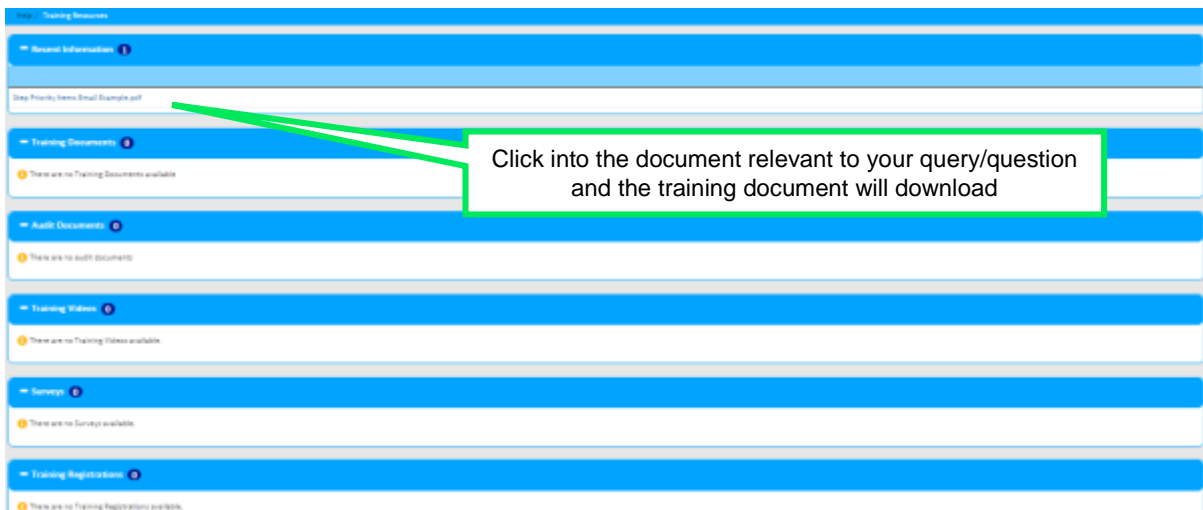 Help / Training Resources
Recent Information 1
Step Priority Items Email Example.pdf
Click into the document relevant to your query/question
and the training document will download
Training Documents 0
There are no Training Documents available
Audit Documents 0
There are no audit documents
Training Videos 0
There are no Training Videos available.
Surveys 0
There are no Surveys available.
Training Registrations 0
There are no Training Registrations available.